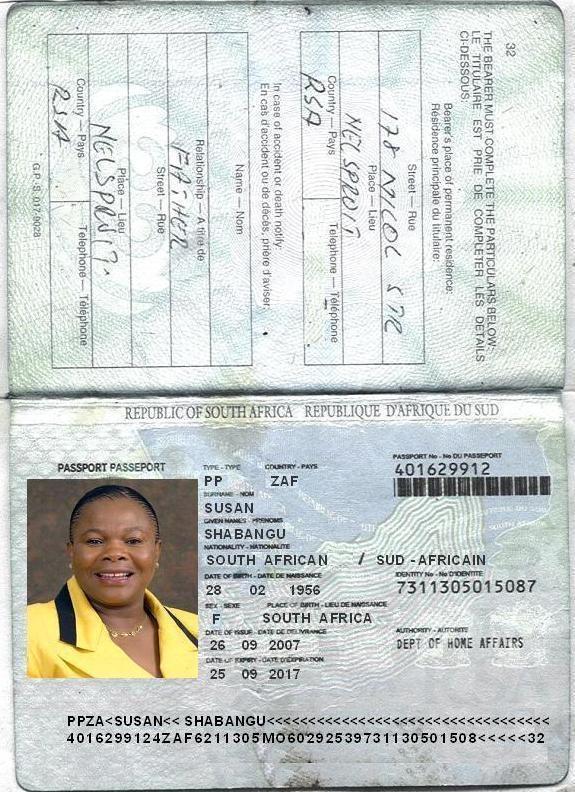 32
THE BEARER MUST COMPLETE THE PARTICULARS BELOW:
LE TITULAIRE EST PRIE DE COMPLETER LES DETAILS
CI-DESSOUS:
Bearer's place of permanent residence:
Résidence principale du titulaire:
Street — Rue
178 NICOL STR
Place — Lieu
NELSPRUIT
Country — Pays
Telephone — Téléphone
RSA
In case of accident or death notify:
En cas d'accident ou de décès, prière d'aviser:
Name — Nom
Relationship — A titre de
FATHER
Street — Rue
Place — Lieu
NELSPRUIT.
Country — Pays
Telephone — Téléphone
RSA
G.P.-S. 017-9028
REPUBLIC OF SOUTH AFRICA REPUBLIQUE D'AFRIQUE DU SUD
PASSPORT PASSEPORT
TYPE - TYPE COUNTRY - PAYS
PASSPORT No - No DU PASSEPORT
PP ZAF
401629912
SURNAME - NOM
SUSAN
GIVEN NAMES - PRENOMS
SHABANGU
NATIONALITY - NATIONALITE
SOUTH AFRICAN / SUD -AFRICAIN
DATE OF BIRTH - DATE DE NAISSANCE
IDENTITY No - No D'IDENTITE
28 02 1956
7311305015087
SEX - SEXE PLACE OF BIRTH - LIEU DE NAISSANCE
F SOUTH AFRICA
DATE OF ISSUE - DATE DE DELIVRANCE
AUTHORITY - AUTORITE
26 09 2007
DEPT OF HOME AFFAIRS
DATE OF EXPIRY - DATE D'EXPIRATION
25 09 2017
PPZA<SUSAN<< SHABANGU<<<<<<<<<<<<<<<<<<<<<<<<<<<<<<<<<
4016299124ZAF6211305MO60292539731130501508<<<<<32